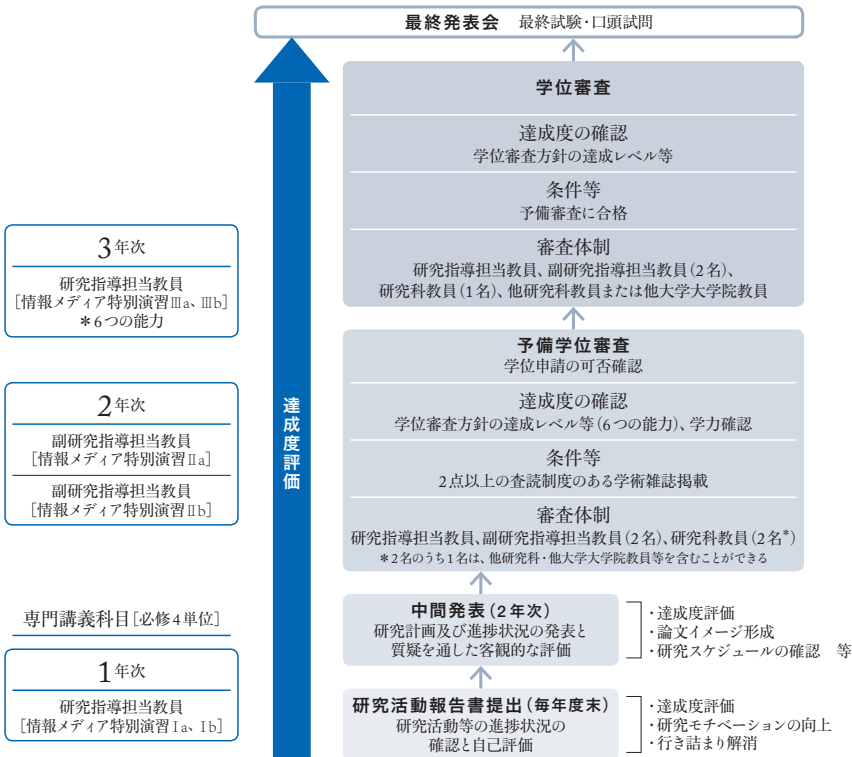 最終発表会 最終試験・口頭試問
学位審査
達成度の確認
学位審査方針の達成レベル等
条件等
予備審査に合格
審査体制
研究指導担当教員、副研究指導担当教員(2名)、
研究科教員(1名)、他研究科教員または他大学大学院教員
予備学位審査
学位申請の可否確認
達成度の確認
学位審査方針の達成レベル等(6つの能力)、学力確認
条件等
2点以上の査読制度のある学術雑誌掲載
審査体制
研究指導担当教員、副研究指導担当教員(2名)、研究科教員(2名*)
*2名のうち1名は、他研究科・他大学大学院教員等を含むことができる
中間発表(2年次)
研究計画及び進捗状況の発表と
質疑を通した客観的な評価
・達成度評価
・論文イメージ形成
・研究スケジュールの確認 等
研究活動報告書提出(毎年度末)
研究活動等の進捗状況の
確認と自己評価
・達成度評価
・研究モチベーションの向上
・行き詰まり解消
達成度評価
3年次
研究指導担当教員
[情報メディア特別演習Ⅲa、Ⅲb]
*6つの能力
2年次
副研究指導担当教員
[情報メディア特別演習Ⅱa]
副研究指導担当教員
[情報メディア特別演習Ⅱb]
専門講義科目[必修4単位]
1年次
研究指導担当教員
[情報メディア特別演習Ⅰa、Ⅰb]